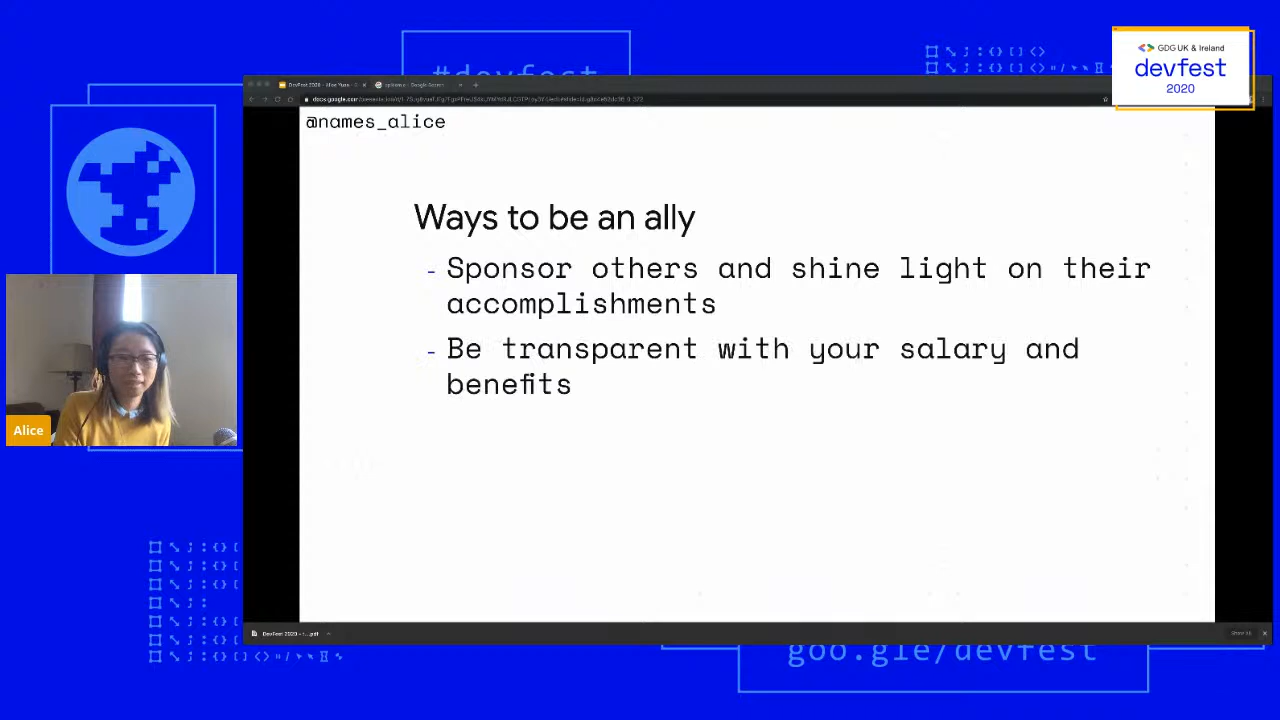 #devfest
GDG UK & Ireland
devfest
2020
@names_alice
Ways to be an ally
- Sponsor others and shine light on their
accomplishments
- Be transparent with your salary and
benefits
Alice
goo.gle/devfest